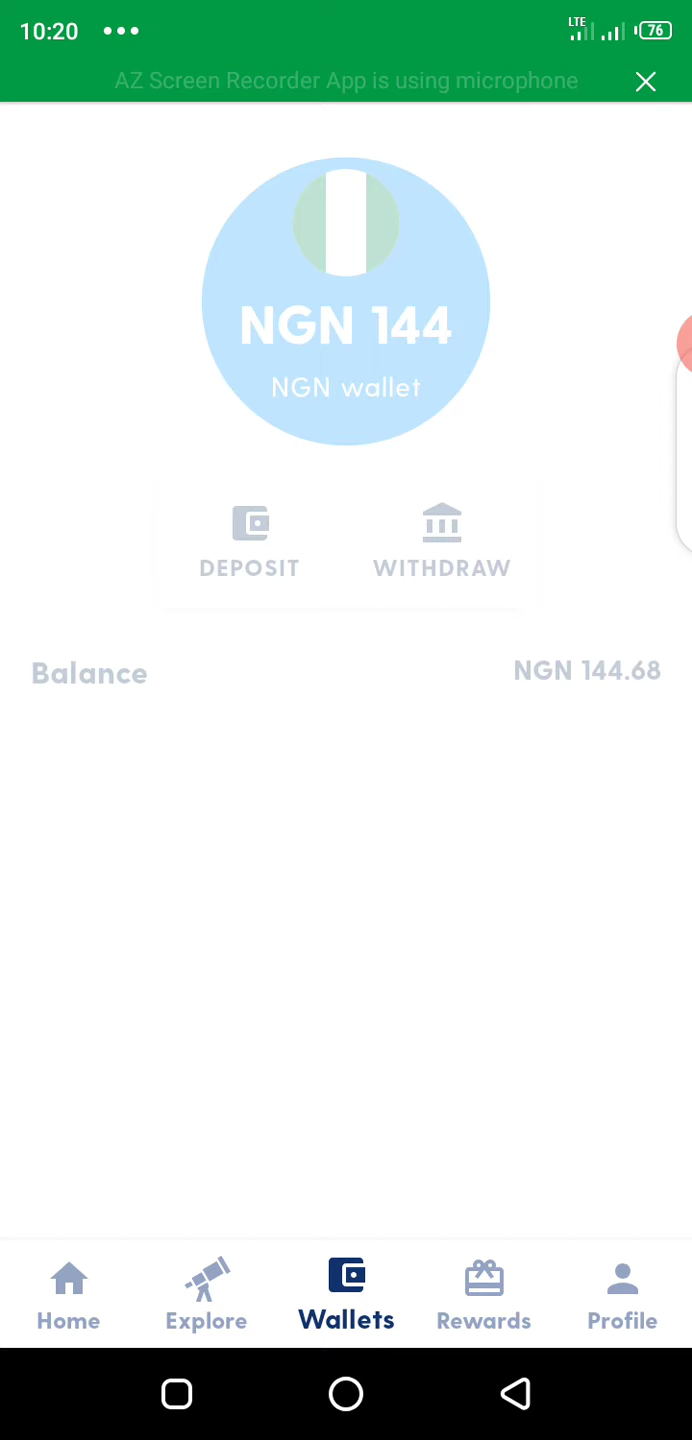 10:20
LTE
76
AZ Screen Recorder App is using microphone
NGN 144
NGN wallet
DEPOSIT WITHDRAW
Balance NGN 144.68
Home Explore Wallets Rewards Profile